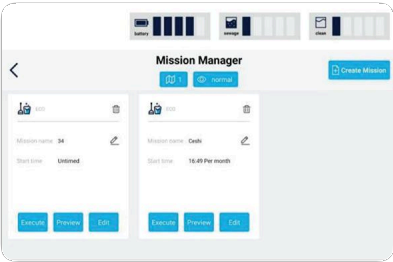 battery
sewage
clean
Mission Manager
1
normal
Create Mission
Mission name 34
Start time Untimed
Execute Preview Edit
Mission name Ceshi
Start time 16:49 Per month
Execute Preview Edit